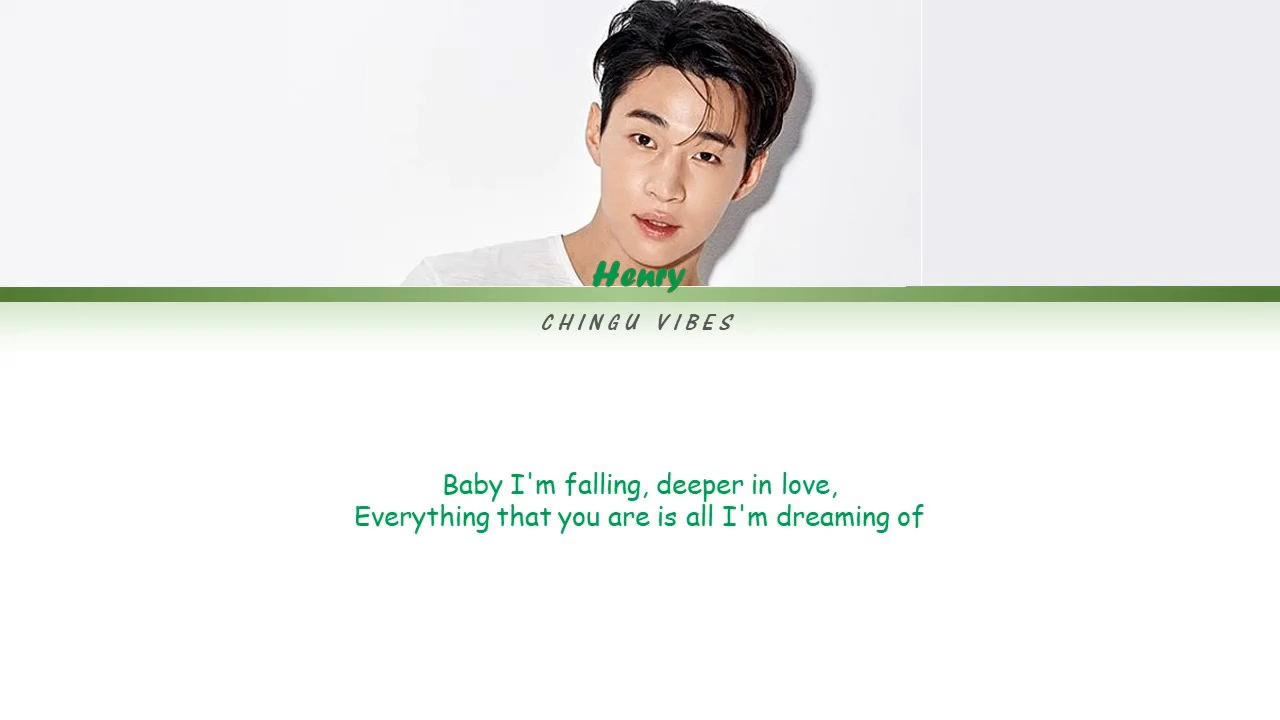 Henry
CHINGU VIBES
Baby I'm falling, deeper in love,
Everything that you are is all I'm dreaming of